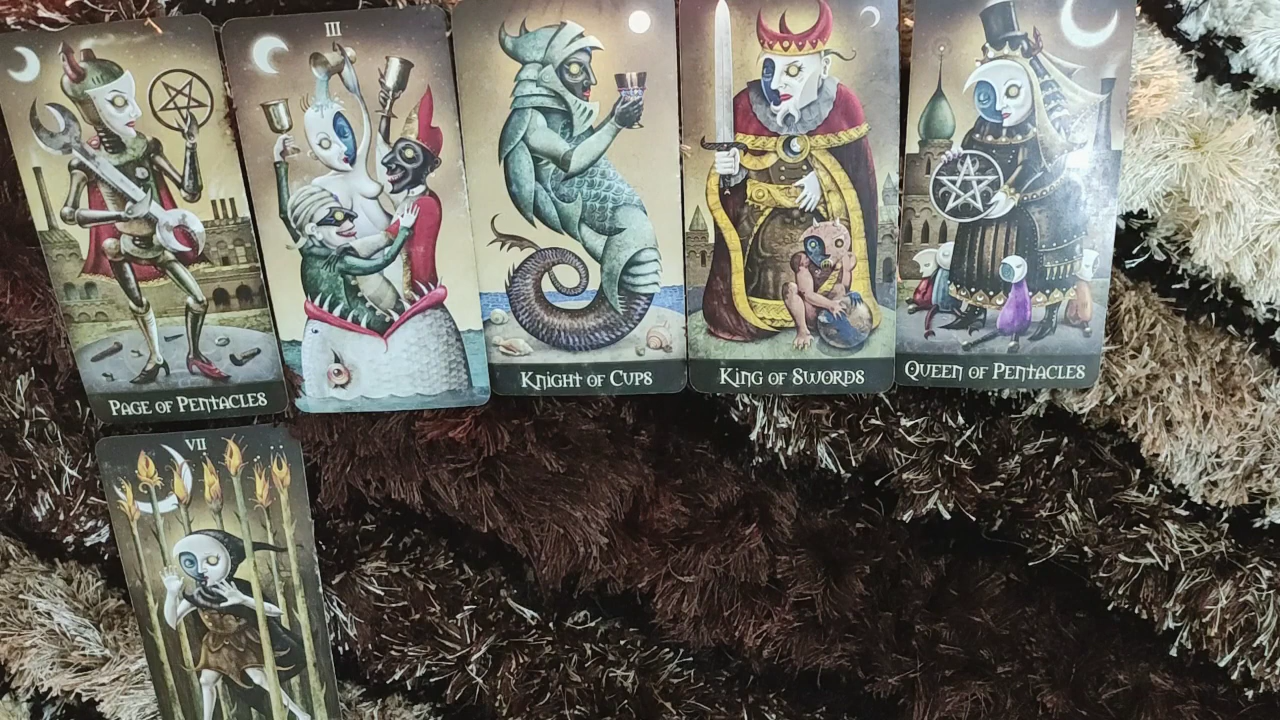 III
PAGE OF PENTACLES
KNIGHT OF CUPS
KING OF SWORDS
QUEEN OF PENTACLES
VII